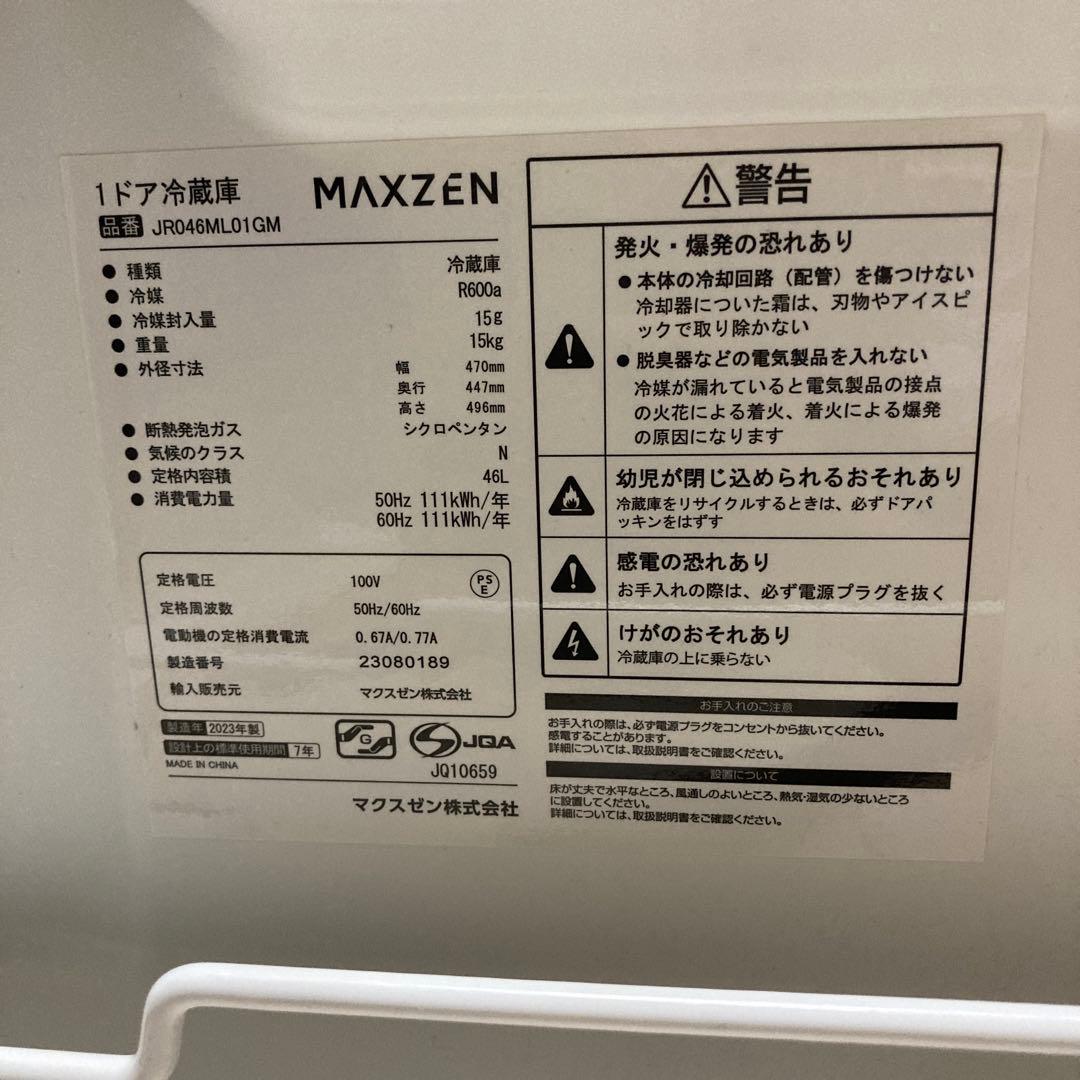 1ドア冷蔵庫 MAXZEN
品番 JR046ML01GM
● 種類 冷蔵庫
● 冷媒 R600a
● 冷媒封入量 15g
● 重量 15kg
● 外径寸法 幅 470mm
奥行 447mm
高さ 496mm
● 断熱発泡ガス シクロペンタン
● 気候のクラス N
● 定格内容積 46L
● 消費電力量 50Hz 111kWh/年
60Hz 111kWh/年
定格電圧 100V
PS
E
定格周波数 50Hz/60Hz
電動機の定格消費電流 0.67A/0.77A
製造番号 23080189
輸入販売元 マクスゼン株式会社
製造年 2023年製
設計上の標準使用期間 7年
MADE IN CHINA
G
JQA
JQ10659
マクスゼン株式会社
警告
発火・爆発の恐れあり
● 本体の冷却回路（配管）を傷つけない
冷却器についた霜は、刃物やアイスピ
ックで取り除かない
● 脱臭器などの電気製品を入れない
冷媒が漏れていると電気製品の接点
の火花による着火、着火による爆発
の原因になります
幼児が閉じ込められるおそれあり
冷蔵庫をリサイクルするときは、必ずドアパ
ッキンをはずす
感電の恐れあり
お手入れの際は、必ず電源プラグを抜く
けがのおそれあり
冷蔵庫の上に乗らない
お手入れのご注意
お手入れの際は、必ず電源プラグをコンセントから抜いてください。
感電することがあります。
詳細については、取扱説明書をご確認ください。
設置について
床が丈夫で水平なところ、風通しのよいところ、熱気・湿気の少ないところ
に設置してください。
詳細については、取扱説明書をご確認ください。